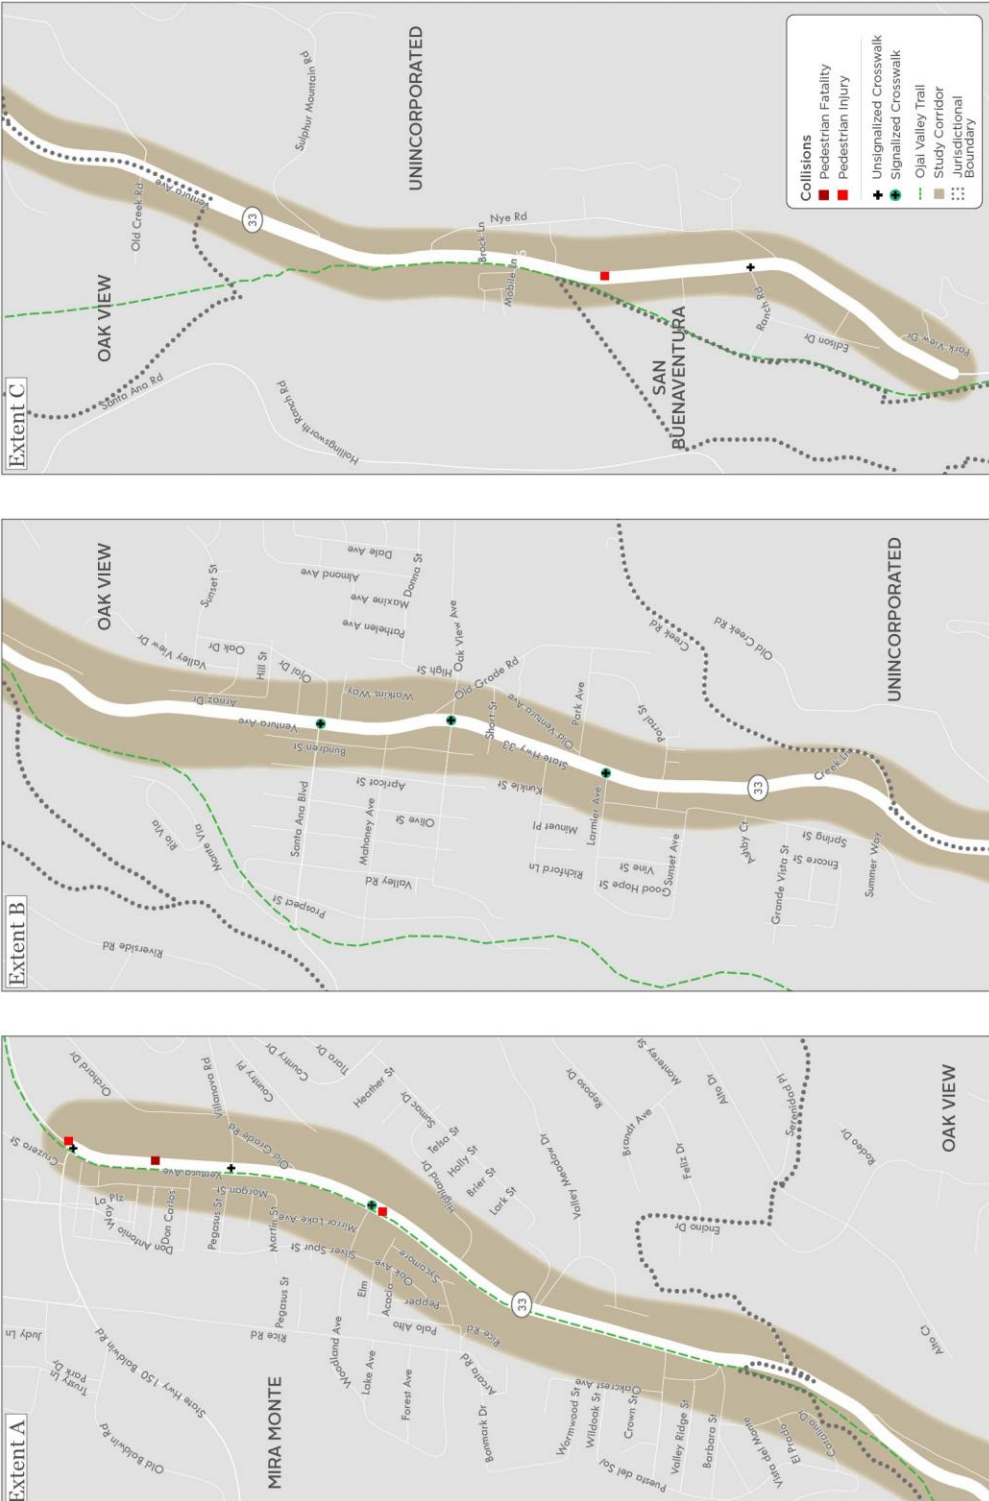 Extent A
Orchard Dr
Cruzero St
Villanova Rd
Country Pl
Country Dr
Tiara Dr
Old Grade Rd
Ventura Ave
La Plz
Don Antonio Way
Don Carlos
Pegasus St
Morgan St
Martin St
Mirror Lake Ave
Silver Spur St
Heather St
Sumac Dr
Telsa St
Holly St
Brier St
Lark St
Highland Dr
Valley Meadow Dr
Reposo Dr
Monterey St
Brandt Ave
Alto Dr
Feliz Dr
Serenidad Pl
Encino Dr
Rodeo Dr
Alto Ct
OAK VIEW
Judy Ln
Trusty Ln
Park Dr
Old Baldwin Rd
State Hwy 150 Baldwin Rd
Rice Rd
Pegasus St
MIRA MONTE
Woodland Ave
Elm
Acacia
Oak Ave
Sycamore
Pepper
Palo Alto
Lake Ave
Forest Ave
Rice Rd
Arcata Rd
Bonmark Dr
33
Oakcrest Ave
Wormwood St
Wildoak St
Crown St
Puesta del Sol
Valley Ridge St
Barbara St
Vista del Monte
El Prado
Catalina Dr
Extent B
OAK VIEW
Sunset St
Valley View Dr
Oak Dr
Hill St
Ojai Dr
Arnaz Dr
Ventura Ave
Bundren St
Watkins Way
Dale Ave
Almond Ave
Maxine Ave
Pathelen Ave
Donna St
High St
Oak View Ave
Old Grade Rd
Short St
Rio Via
Monte Via
Riverside Rd
Santa Ana Blvd
Prospect St
Mahoney Ave
Apricot St
Olive St
Valley Rd
Kunkle St
State Hwy 33
Old Ventura Ave
Park Ave
Portal St
Creek Rd
Old Creek Rd
Larmier Ave
Minuet Pl
Richford Ln
Vine St
Good Hope St
Sunset Ave
33
Ashby Ct
Creek Ln
Spring St
Encore St
Grande Vista St
Summer Way
UNINCORPORATED
Extent C
Old Creek Rd
Ventura Ave
Sulphur Mountain Rd
OAK VIEW
33
Santa Ana Rd
Hollingsworth Ranch Rd
UNINCORPORATED
Nye Rd
Brock Ln
Mobile Ln
SAN
BUENAVENTURA
Ranch Rd
Edison Dr
Park View Dr
Collisions
Pedestrian Fatality
Pedestrian Injury
Unsignalized Crosswalk
Signalized Crosswalk
Ojai Valley Trail
Study Corridor
Jurisdictional
Boundary